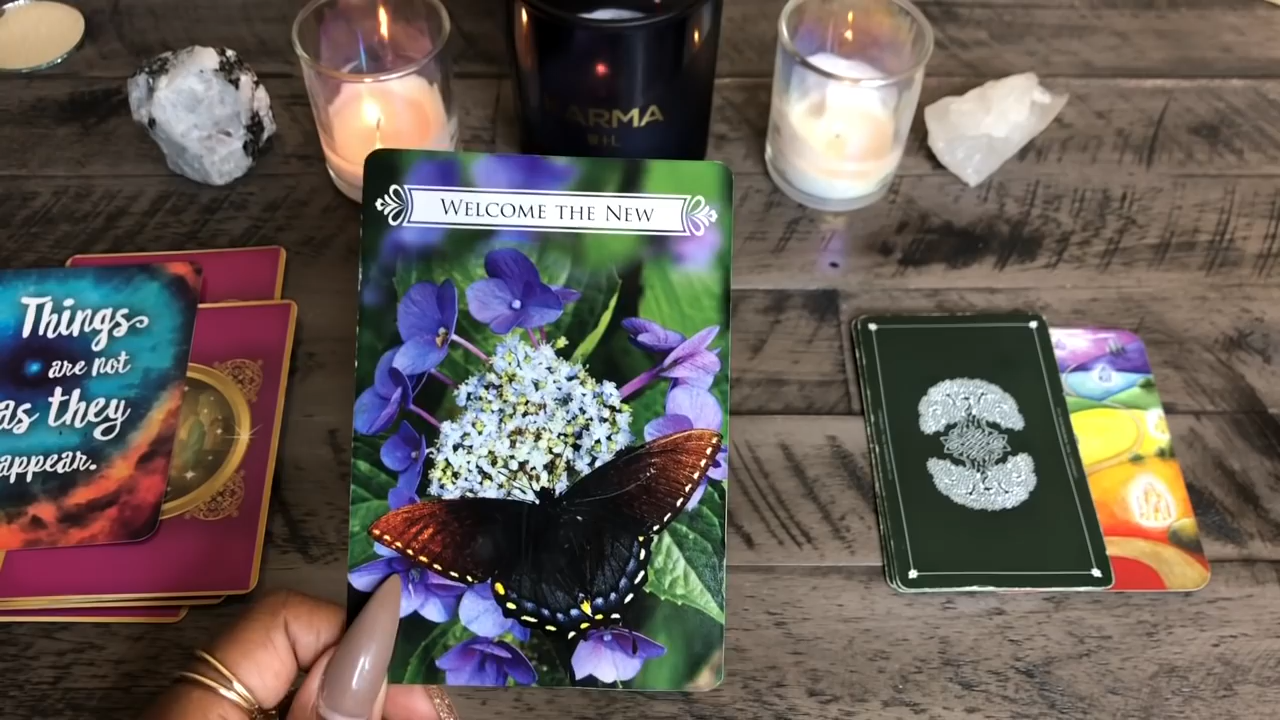 ARMA
WELCOME THE NEW
Things
are not
as they
appear.